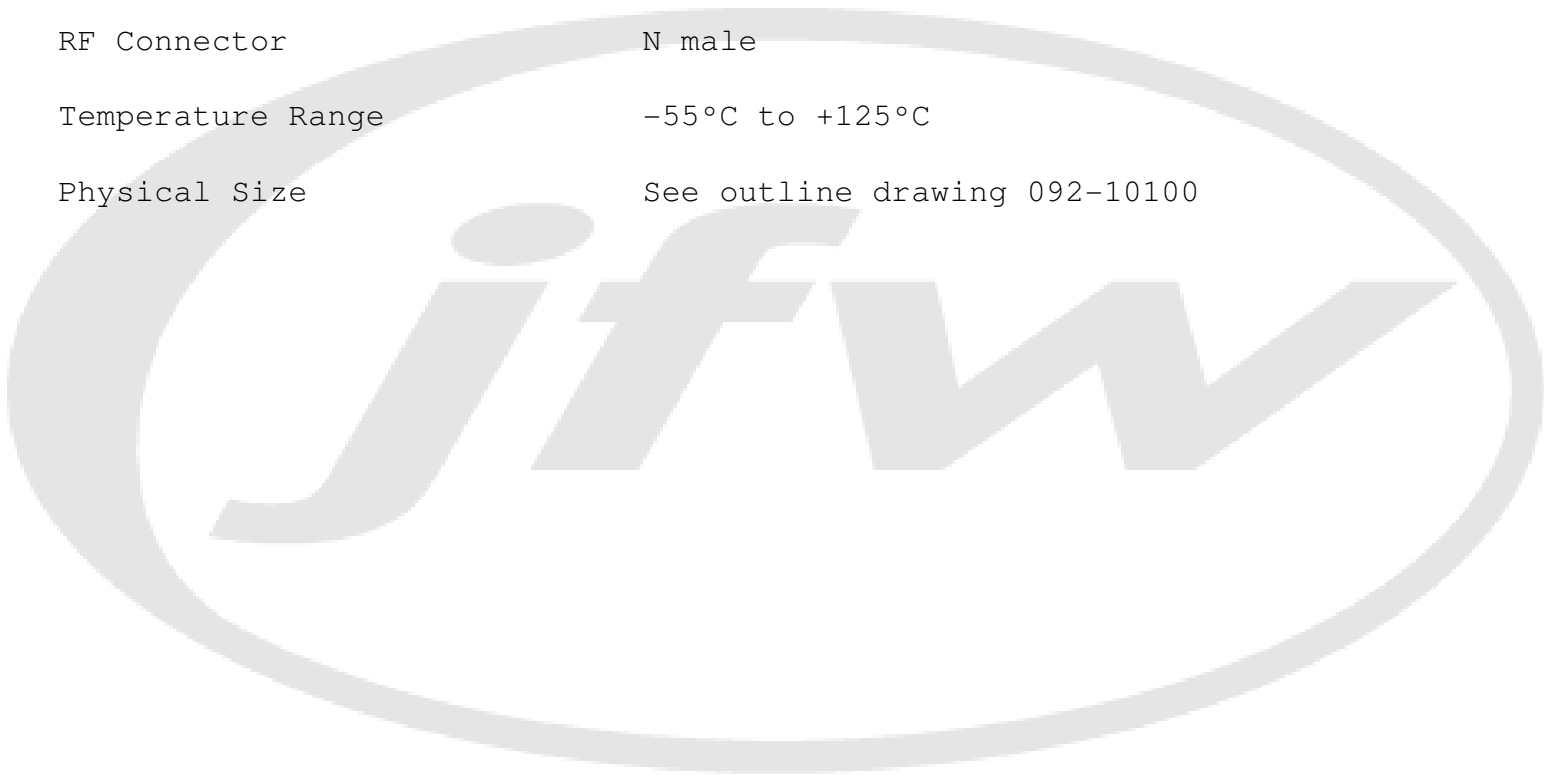 RF Connector N male
Temperature Range -55°C to +125°C
Physical Size See outline drawing 092-10100
jfw